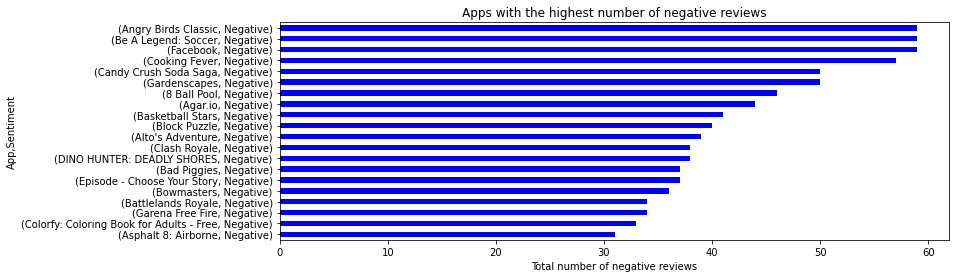 Apps with the highest number of negative reviews
App,Sentiment
(Angry Birds Classic, Negative)
(Be A Legend: Soccer, Negative)
(Facebook, Negative)
(Cooking Fever, Negative)
(Candy Crush Soda Saga, Negative)
(Gardenscapes, Negative)
(8 Ball Pool, Negative)
(Agar.io, Negative)
(Basketball Stars, Negative)
(Block Puzzle, Negative)
(Alto's Adventure, Negative)
(Clash Royale, Negative)
(DINO HUNTER: DEADLY SHORES, Negative)
(Bad Piggies, Negative)
(Episode - Choose Your Story, Negative)
(Bowmasters, Negative)
(Battlelands Royale, Negative)
(Garena Free Fire, Negative)
(Colorfy: Coloring Book for Adults - Free, Negative)
(Asphalt 8: Airborne, Negative)
0 10 20 30 40 50 60
Total number of negative reviews